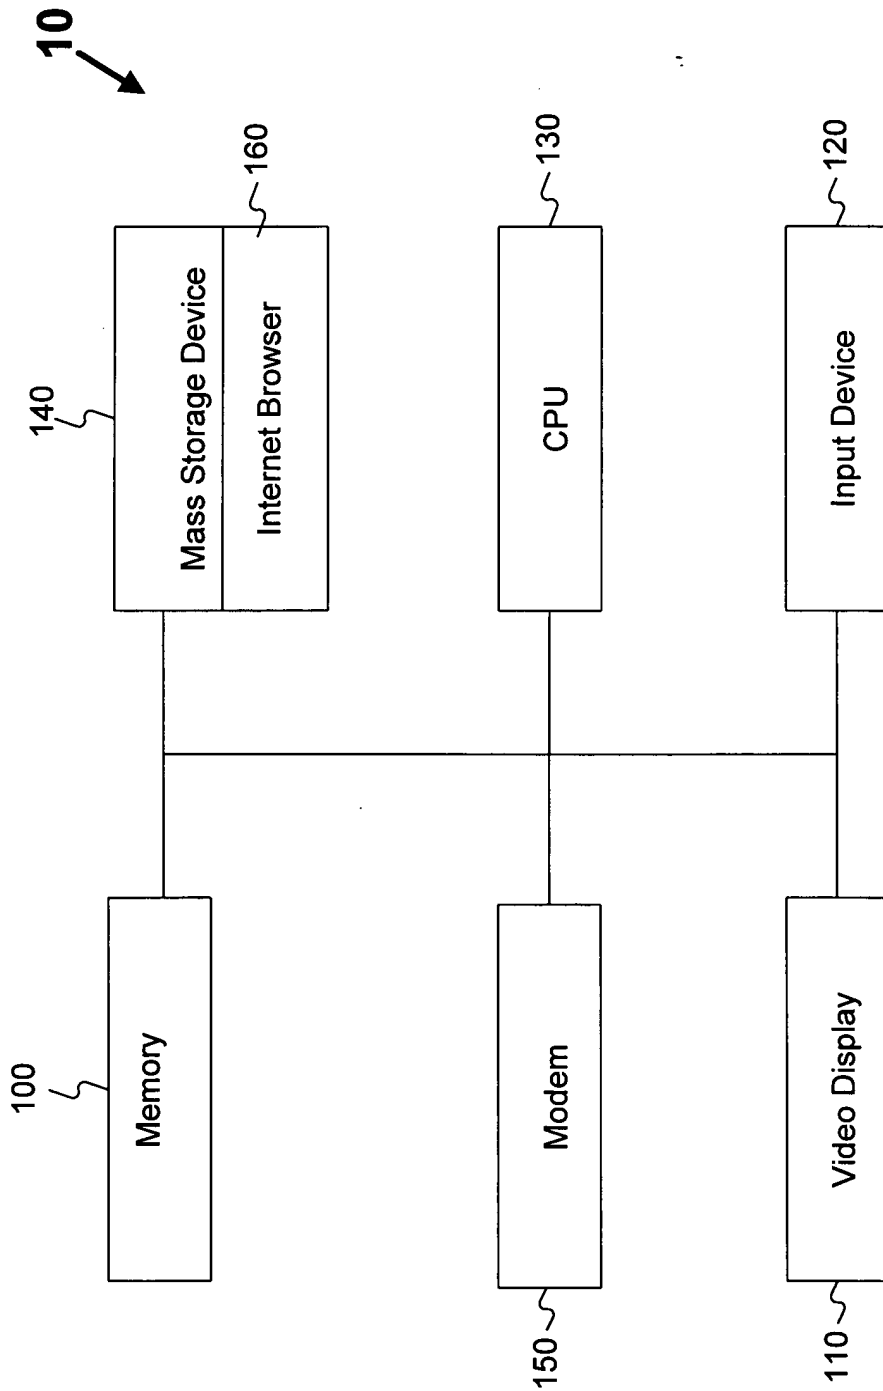 10
100
Memory
140
Mass Storage Device
Internet Browser
160
150
Modem
CPU
130
110
Video Display
Input Device
120